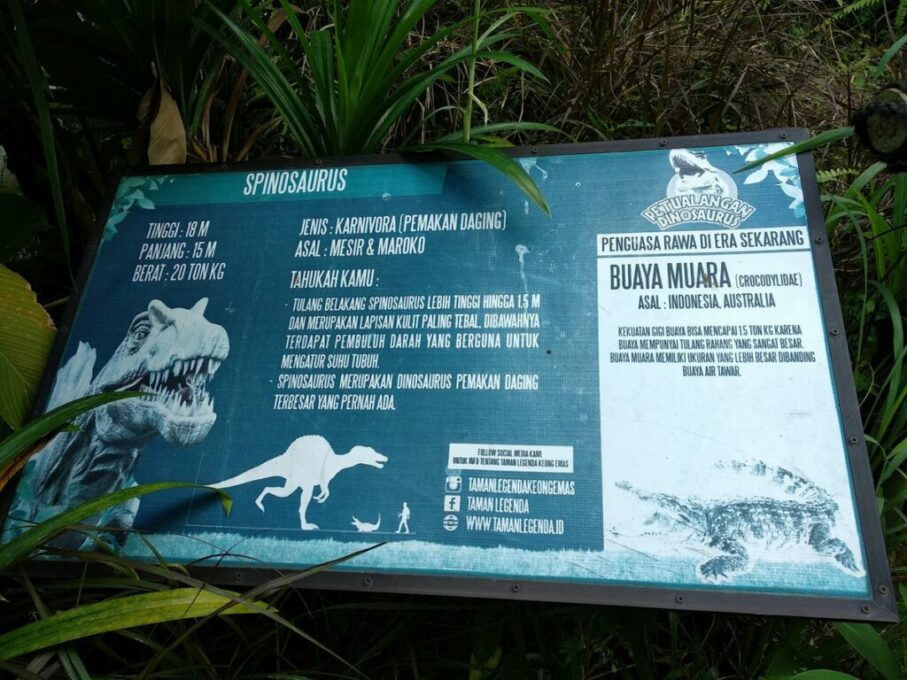 SPINOSAURUS
TINGGI : 18 M
PANJANG : 15 M
BERAT : 20 TON KG
JENIS : KARNIVORA (PEMAKAN DAGING)
ASAL : MESIR & MAROKO
TAHUKAH KAMU :
- TULANG BELAKANG SPINOSAURUS LEBIH TINGGI HINGGA 1,5 M
DAN MERUPAKAN LAPISAN KULIT PALING TEBAL. DIBAWAHNYA
TERDAPAT PEMBULUH DARAH YANG BERGUNA UNTUK
MENGATUR SUHU TUBUH.
- SPINOSAURUS MERUPAKAN DINOSAURUS PEMAKAN DAGING
TERBESAR YANG PERNAH ADA.
FOLLOW SOCIAL MEDIA KAMI,
UNTUK INFO TENTANG TAMAN LEGENDA KEONG EMAS
TAMANLEGENDAKEONGEMAS
TAMAN LEGENDA
WWW.TAMANLEGENDA.ID
PETUALANGAN
DINOSAURUS
PENGUASA RAWA DI ERA SEKARANG
BUAYA MUARA (CROCODYLIDAE)
ASAL : INDONESIA, AUSTRALIA
KEKUATAN GIGI BUAYA BISA MENCAPAI 1,5 TON KG KARENA
BUAYA MEMPUNYAI TULANG RAHANG YANG SANGAT BESAR.
BUAYA MUARA MEMILIKI UKURAN YANG LEBIH BESAR DIBANDING
BUAYA AIR TAWAR.